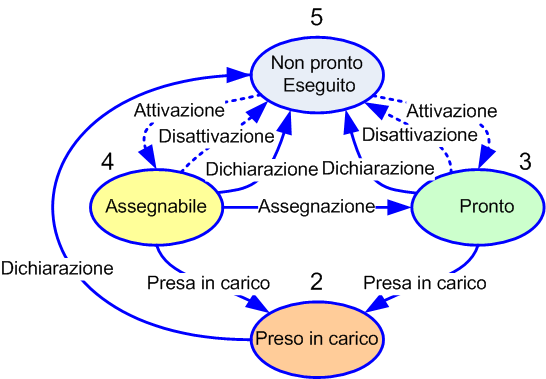 5
Non pronto
Eseguito
Attivazione
Attivazione
Disattivazione
Disattivazione
4
Dichiarazione
Dichiarazione
3
Assegnabile
Assegnazione
Pronto
Dichiarazione
Presa in carico
2
Presa in carico
Preso in carico